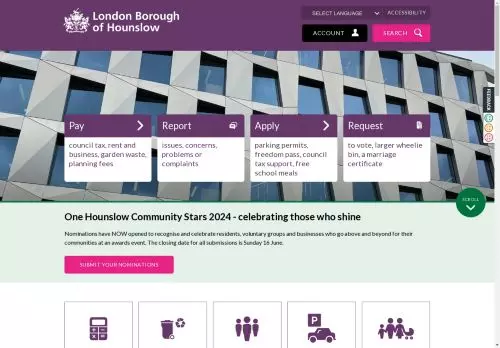 London Borough
of Hounslow
SELECT LANGUAGE
ACCESSIBILITY
ACCOUNT
SEARCH
FEEDBACK
Pay
council tax, rent and
business, garden waste,
planning fees
Report
issues, concerns,
problems or
complaints
Apply
parking permits,
freedom pass, council
tax support, free
school meals
Request
to vote, larger wheelie
bin, a marriage
certificate
SCROLL
One Hounslow Community Stars 2024 - celebrating those who shine
Nominations have NOW opened to recognise and celebrate residents, voluntary groups and businesses who go above and beyond for their
communities at an awards event. The closing date for all submissions is Sunday 16 June.
SUBMIT YOUR NOMINATIONS
P